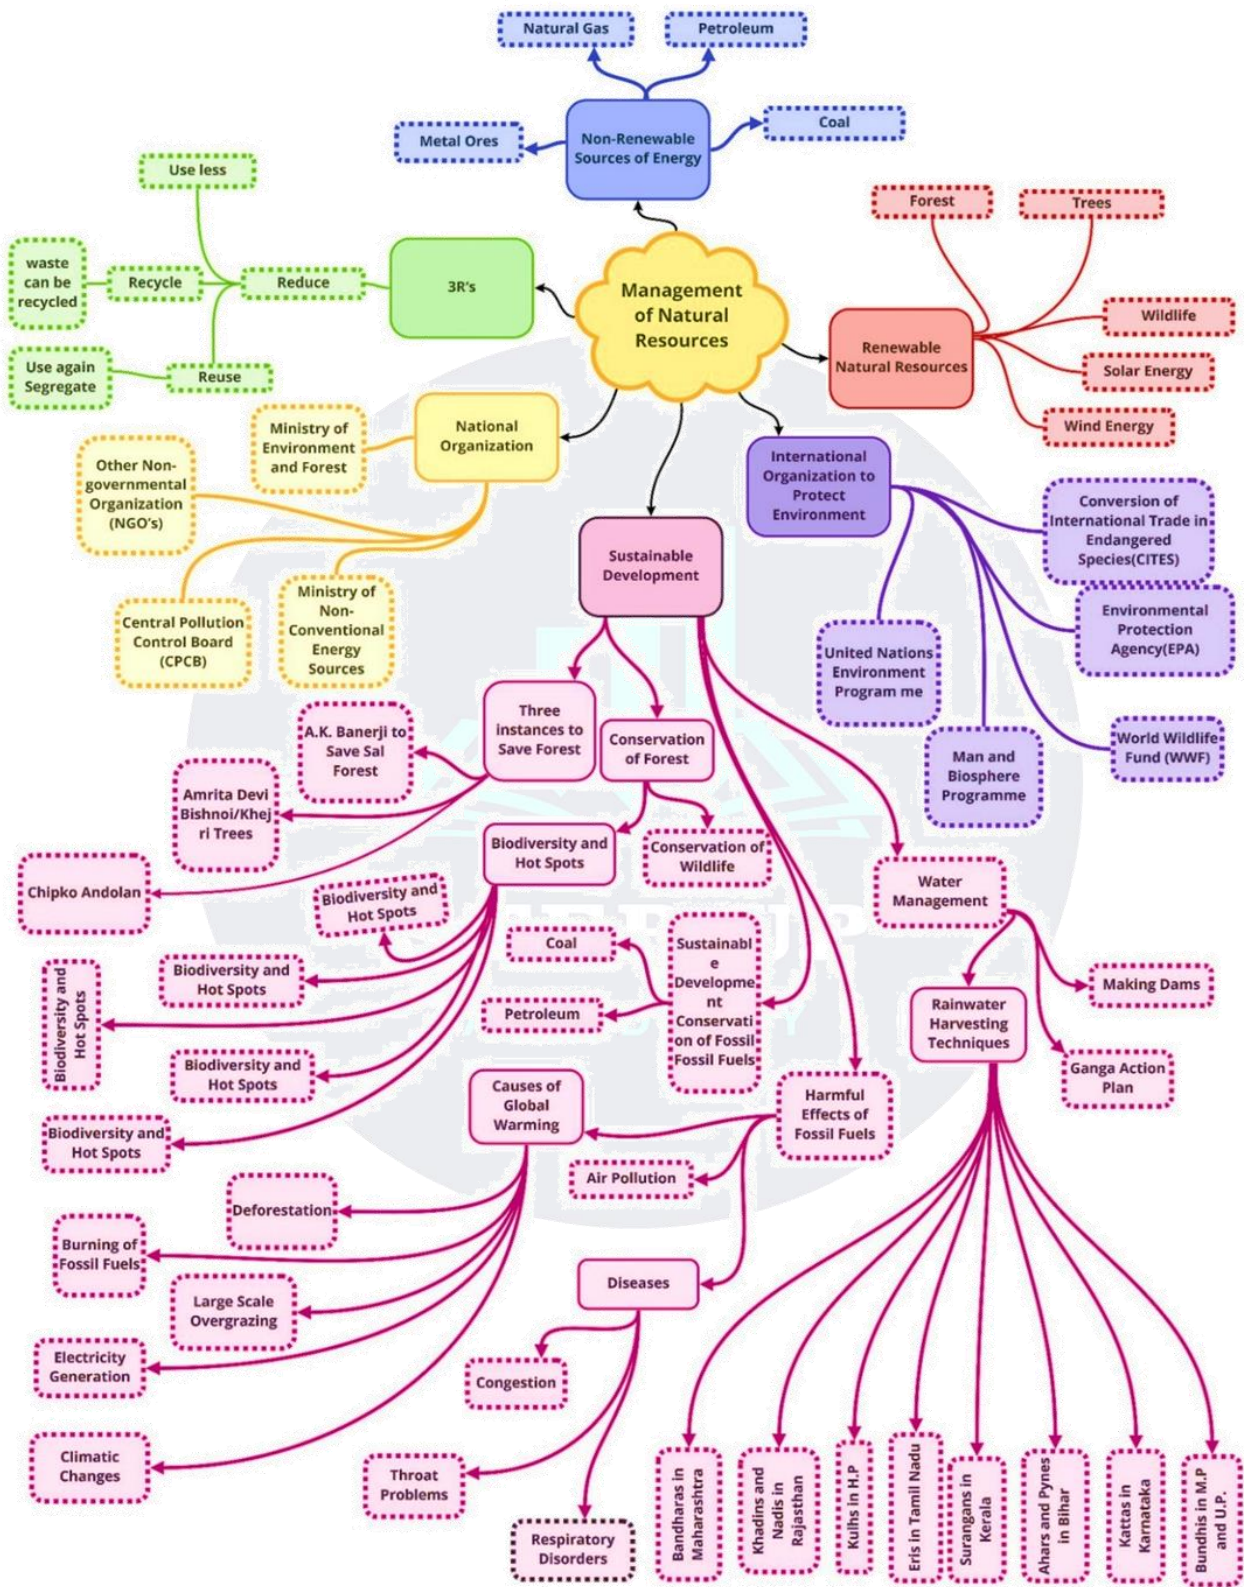 Natural Gas
Petroleum
Non-Renewable
Sources of Energy
Metal Ores
Coal
Use less
waste
can be
recycled
Recycle
Reduce
3R's
Use again
Segregate
Reuse
Management
of Natural
Resources
Forest
Trees
Renewable
Natural Resources
Wildlife
Solar Energy
Wind Energy
National
Organization
Ministry of
Environment
and Forest
Other Non-
governmental
Organization
(NGO's)
Central Pollution
Control Board
(CPCB)
Ministry of
Non-
Conventional
Energy
Sources
International
Organization to
Protect
Environment
Conversion of
International Trade in
Endangered
Species(CITES)
Environmental
Protection
Agency(EPA)
United Nations
Environment
Program me
Man and
Biosphere
Programme
World Wildlife
Fund (WWF)
Sustainable
Development
Three
instances to
Save Forest
Conservation
of Forest
A.K. Banerji to
Save Sal
Forest
Amrita Devi
Bishnoi/Khej
ri Trees
Chipko Andolan
Biodiversity and
Hot Spots
Conservation of
Wildlife
Biodiversity and
Hot Spots
Biodiversity and
Hot Spots
Biodiversity and
Hot Spots
Biodiversity and
Hot Spots
Biodiversity and
Hot Spots
Coal
Petroleum
Sustainabl
e
Developme
nt
Conservati
on of Fossil
Fossil Fuels
Water
Management
Making Dams
Rainwater
Harvesting
Techniques
Ganga Action
Plan
Harmful
Effects of
Fossil Fuels
Causes of
Global
Warming
Air Pollution
Deforestation
Burning of
Fossil Fuels
Large Scale
Overgrazing
Electricity
Generation
Climatic
Changes
Diseases
Congestion
Throat
Problems
Respiratory
Disorders
Bandharas in
Maharashtra
Khadins and
Nadis in
Rajasthan
Kulhs in H.P
Eris in Tamil Nadu
Surangans in
Kerala
Ahars and Pynes
in Bihar
Kattas in
Karnataka
Bundhis in M.P
and U.P.